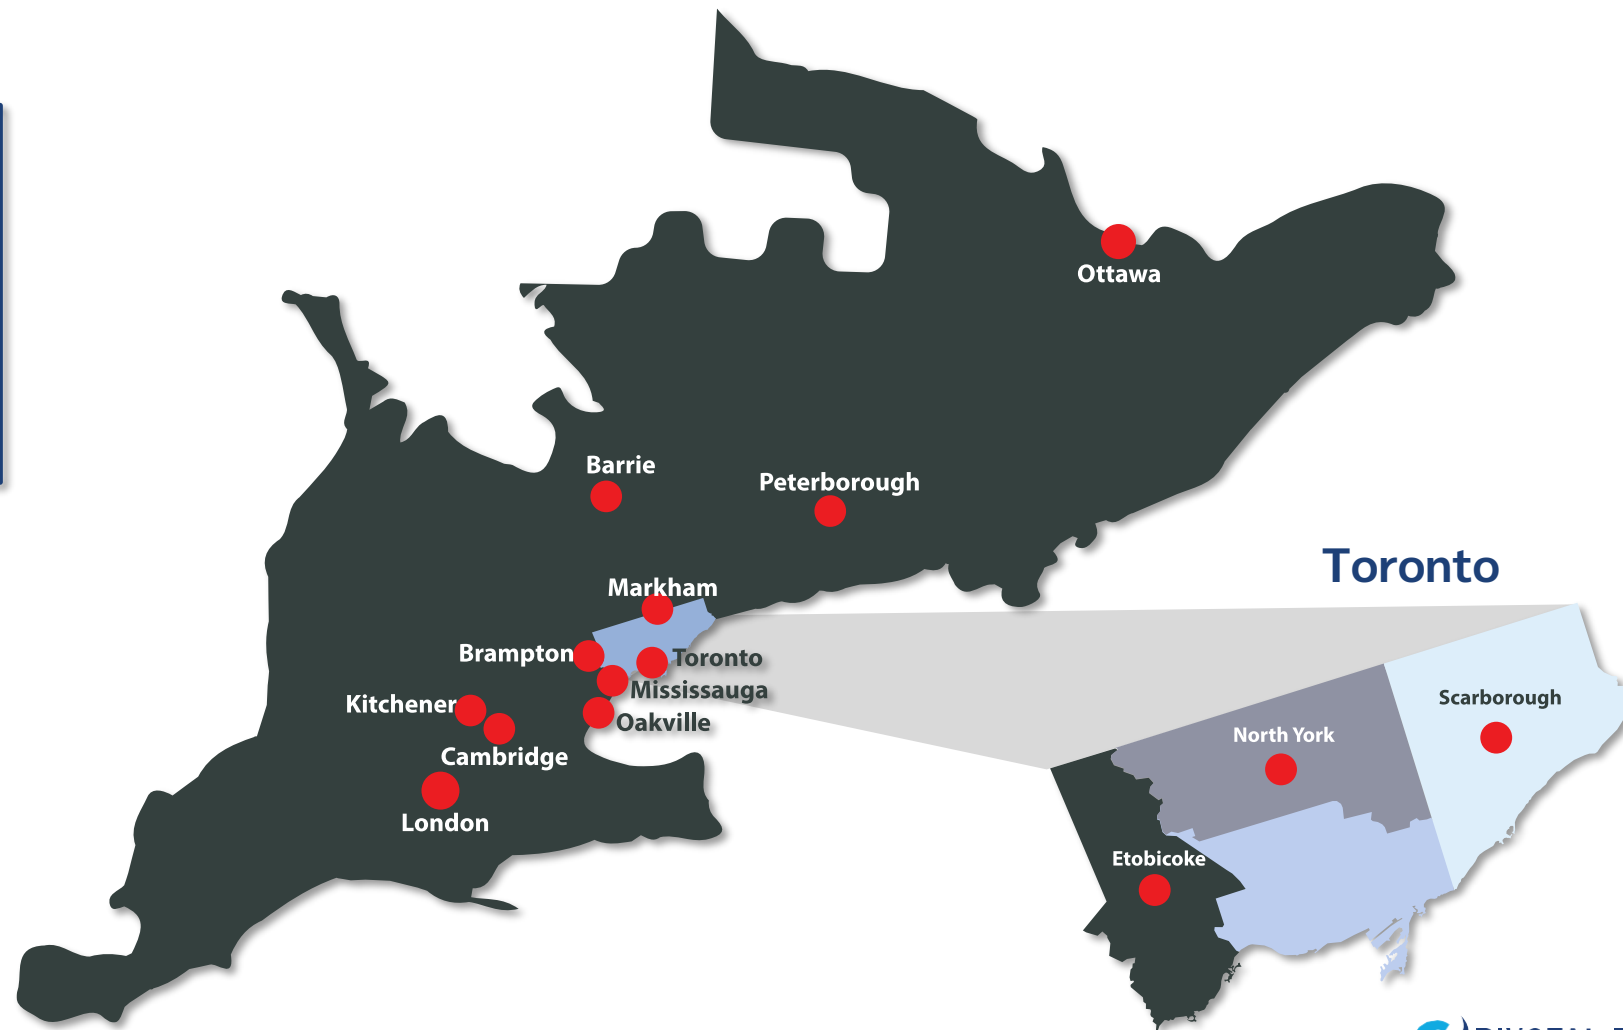 Ottawa
Barrie
Peterborough
Toronto
Markham
Brampton
Toronto
Mississauga
Kitchener
Oakville
Cambridge
London
Scarborough
North York
Etobicoke